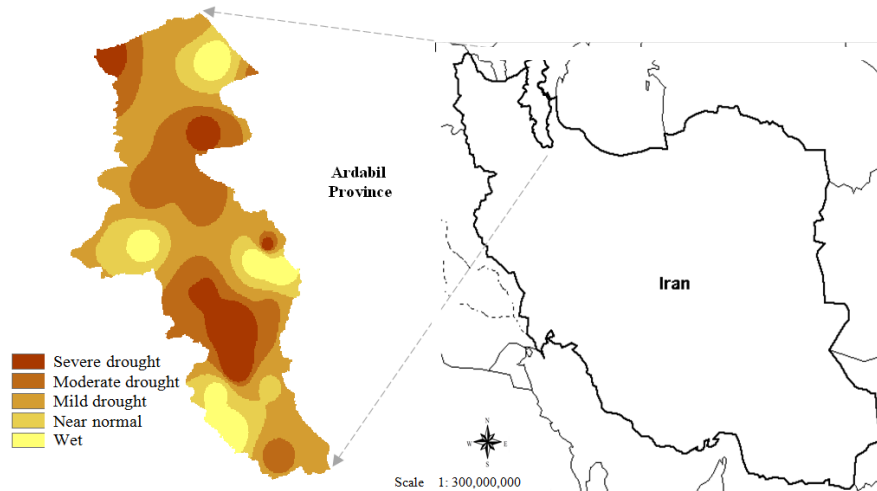 Ardabil
Province
Iran
Severe drought
Moderate drought
Mild drought
Near normal
Wet
N
W E
S
Scale 1: 300,000,000